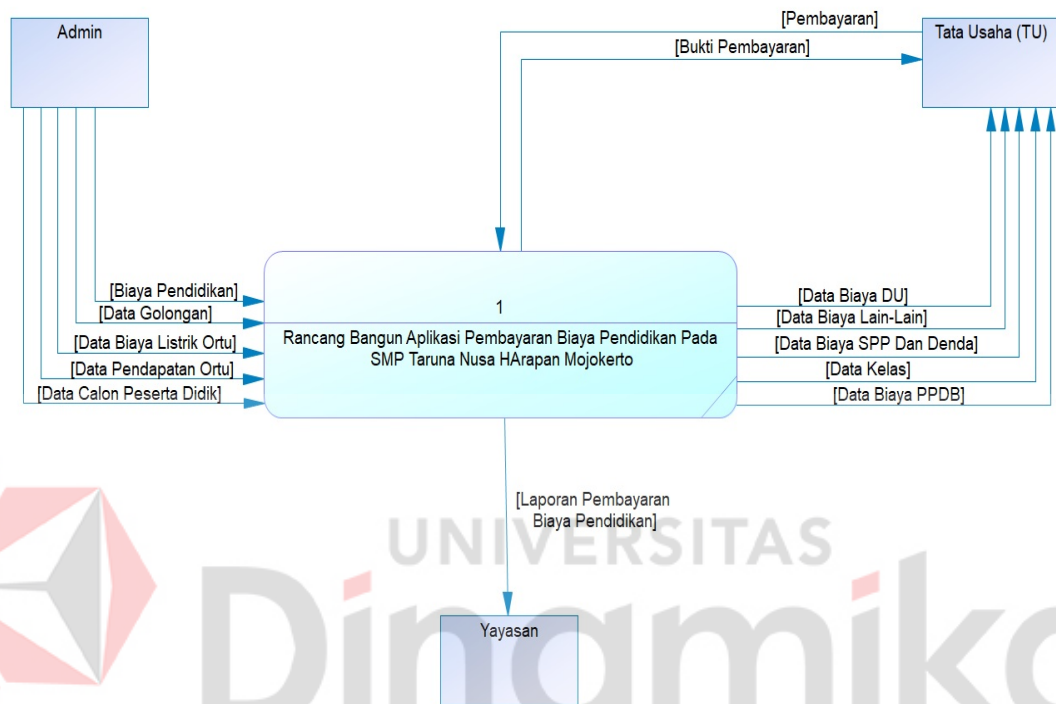 Admin
[Pembayaran]
Tata Usaha (TU)
[Bukti Pembayaran]
[Biaya Pendidikan]
[Data Golongan]
[Data Biaya Listrik Ortu]
[Data Pendapatan Ortu]
[Data Calon Peserta Didik]
1
Rancang Bangun Aplikasi Pembayaran Biaya Pendidikan Pada
SMP Taruna Nusa HArapan Mojokerto
[Data Biaya DU]
[Data Biaya Lain-Lain]
[Data Biaya SPP Dan Denda]
[Data Kelas]
[Data Biaya PPDB]
[Laporan Pembayaran
Biaya Pendidikan]
UNIVERSITAS
Dinamika
Yayasan